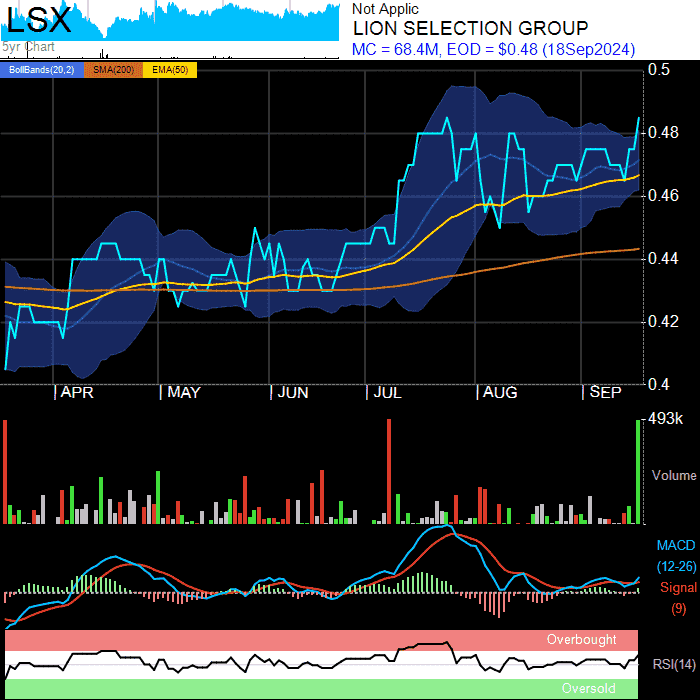 LSX
5yr Chart
Not Applic
LION SELECTION GROUP
MC = 68.4M, EOD = $0.48 (18Sep2024)
BollBands(20,2) SMA(200) EMA(50)
0.5
0.48
0.46
0.44
0.42
0.4
APR MAY JUN JUL AUG SEP
493k
Volume
MACD
(12-26)
Signal
(9)
Overbought
RSI(14)
Oversold